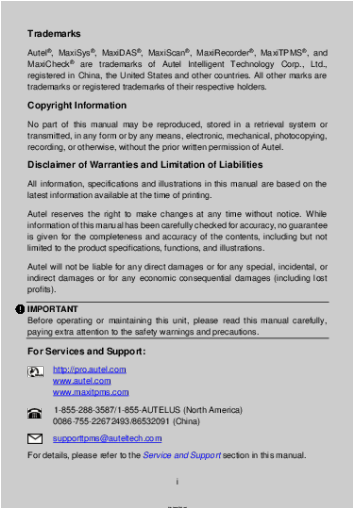 Trademarks
Autel®, MaxiSys®, MaxiDAS®, MaxiScan®, MaxiRecorder®, MaxiTPMS®, and
MaxiCheck® are trademarks of Autel Intelligent Technology Corp., Ltd.,
registered in China, the United States and other countries. All other marks are
trademarks or registered trademarks of their respective holders.
Copyright Information
No part of this manual may be reproduced, stored in a retrieval system or
transmitted, in any form or by any means, electronic, mechanical, photocopying,
recording, or otherwise, without the prior written permission of Autel.
Disclaimer of Warranties and Limitation of Liabilities
All information, specifications and illustrations in this manual are based on the
latest information available at the time of printing.
Autel reserves the right to make changes at any time without notice. While
information of this manual has been carefully checked for accuracy, no guarantee
is given for the completeness and accuracy of the contents, including but not
limited to the product specifications, functions, and illustrations.
Autel will not be liable for any direct damages or for any special, incidental, or
indirect damages or for any economic consequential damages (including lost
profits).
IMPORTANT
Before operating or maintaining this unit, please read this manual carefully,
paying extra attention to the safety warnings and precautions.
For Services and Support:
http://pro.autel.com
www.autel.com
www.maxitpms.com
1-855-288-3587/1-855-AUTELUS (North America)
0086-755-22672493/86532091 (China)
supporttpms@auteltech.com
For details, please refer to the Service and Support section in this manual.
i